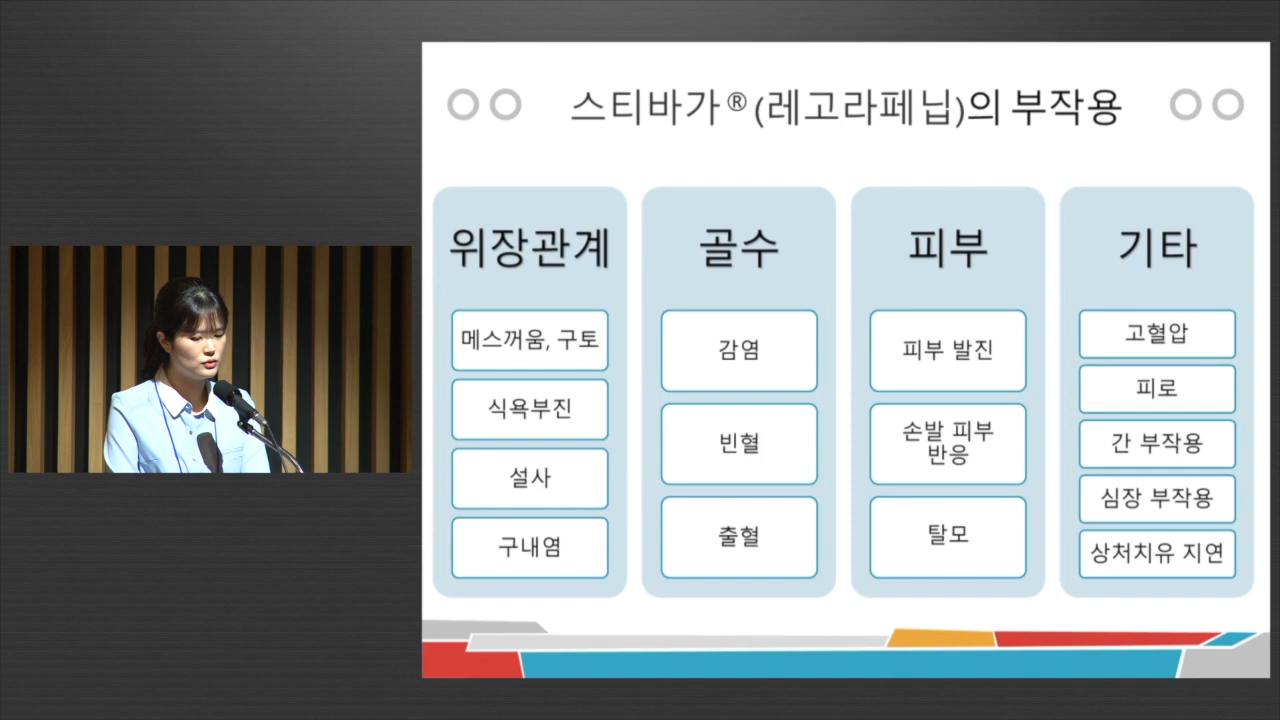 스티바가®(레고라페닙)의 부작용
위장관계
메스꺼움, 구토
식욕부진
설사
구내염
골수
감염
빈혈
출혈
피부
피부 발진
손발 피부
반응
탈모
기타
고혈압
피로
간 부작용
심장 부작용
상처치유 지연